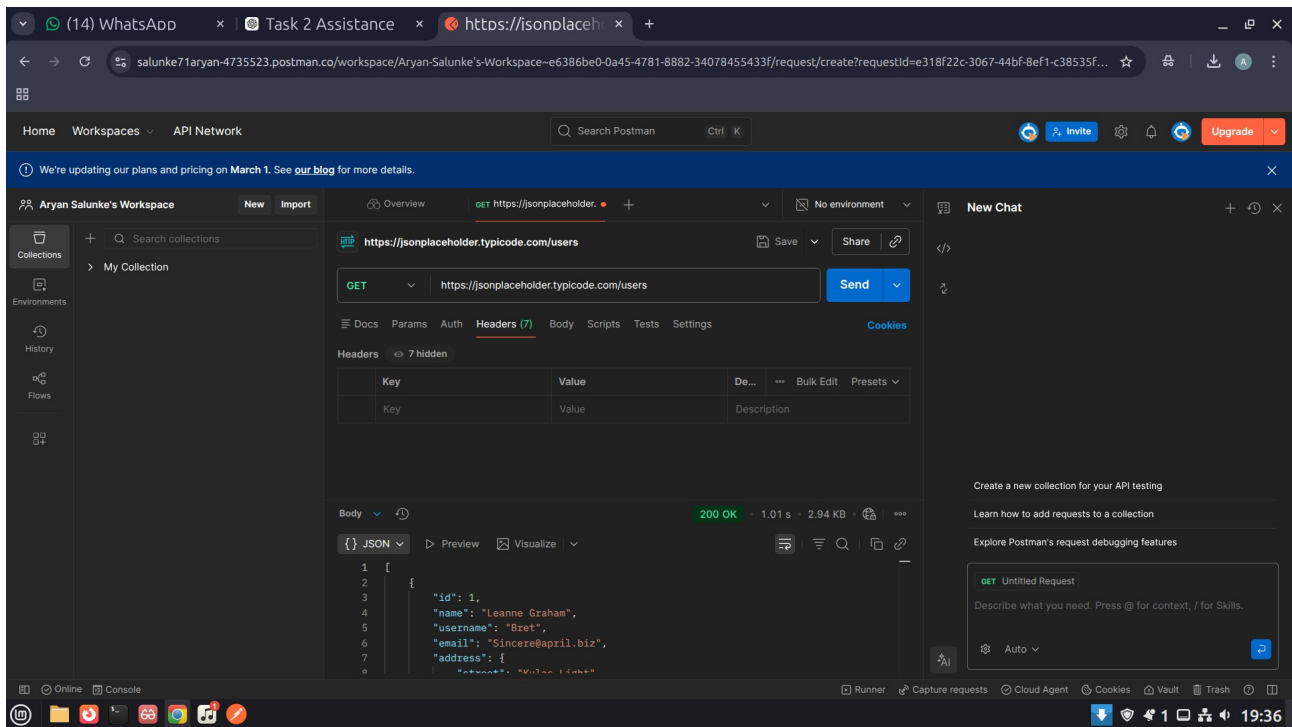 (14) WhatsApp
Task 2 Assistance
https://jsonplaceho
salunke71aryan-4735523.postman.co/workspace/Aryan-Salunke's-Workspace~e6386be0-0a45-4781-8882-34078455433f/request/create?requestId=e318f22c-3067-44bf-8ef1-c38535f...
A
Home Workspaces API Network
Search Postman Ctrl K
Invite
Upgrade
We're updating our plans and pricing on March 1. See our blog for more details.
Aryan Salunke's Workspace New Import
Overview
GET https://jsonplaceholder.
No environment
New Chat
Collections
Search collections
My Collection
Environments
History
Flows
HTTP https://jsonplaceholder.typicode.com/users
Save Share
GET https://jsonplaceholder.typicode.com/users Send
Docs Params Auth Headers (7) Body Scripts Tests Settings Cookies
Headers 7 hidden
Key Value De... Bulk Edit Presets
Key Value Description
Body 200 OK 1.01 s 2.94 KB
{} JSON Preview Visualize
1 [
2 {
3 "id": 1,
4 "name": "Leanne Graham",
5 "username": "Bret",
6 "email": "Sincere@april.biz",
7 "address": {
8 "street": "Kulas Light"
Create a new collection for your API testing
Learn how to add requests to a collection
Explore Postman's request debugging features
GET Untitled Request
Describe what you need. Press @ for context, / for Skills.
Auto
AI
Online Console
Runner Capture requests Cloud Agent Cookies Vault Trash
1 19:36